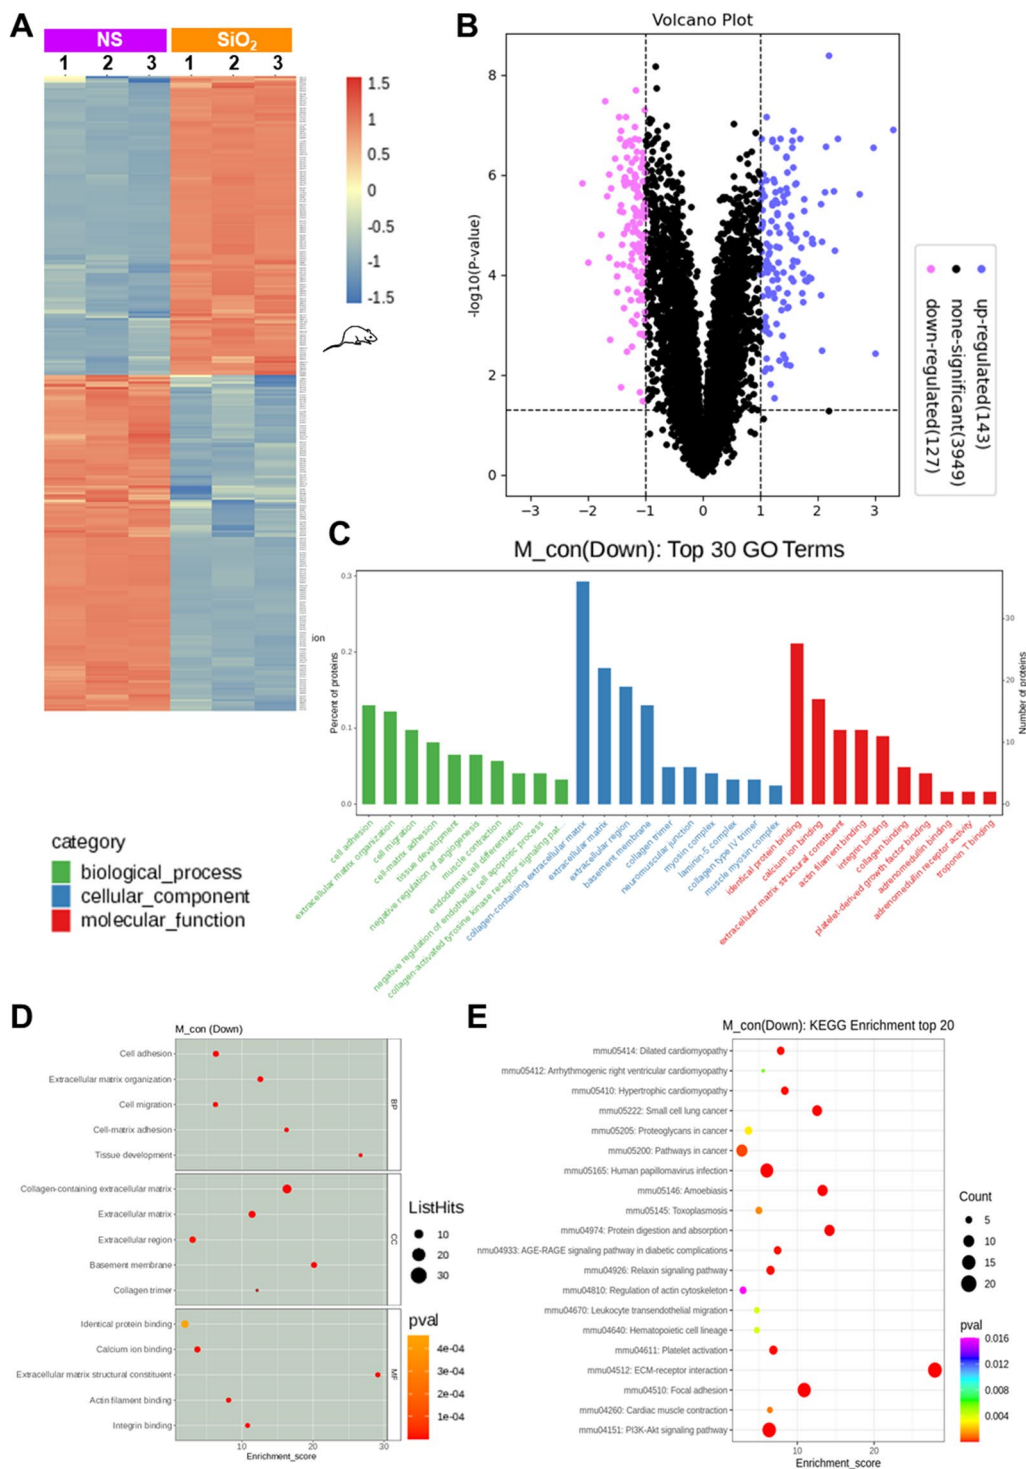 A
NS
SiO2
1
2
3
1
2
3
1.5
1
0.5
0
-0.5
-1
-1.5
ion
B
Volcano Plot
-log10(P-value)
8
6
4
2
0
−3
−2
−1
0
1
2
3
up-regulated(143)
none-significant(3949)
down-regulated(127)
C
M_con(Down): Top 30 GO Terms
Percent of proteins
0.3
0.2
0.1
0.0
Number of proteins
30
20
10
0
cell adhesion
extracellular matrix organization
cell migration
cell-matrix adhesion
tissue development
negative regulation of angiogenesis
muscle contraction
endodermal cell differentiation
negative regulation of endothelial cell apoptotic process
collagen-activated tyrosine kinase receptor signaling pat..
collagen-containing extracellular matrix
extracellular matrix
extracellular region
basement membrane
collagen trimer
neuromuscular junction
myosin complex
laminin-5 complex
collagen type IV trimer
muscle myosin complex
identical protein binding
calcium ion binding
extracellular matrix structural constituent
actin filament binding
integrin binding
collagen binding
platelet-derived growth factor binding
adrenomedullin binding
adrenomedullin receptor activity
troponin T binding
category
biological_process
cellular_component
molecular_function
D
M_con (Down)
Cell adhesion
Extracellular matrix organization
Cell migration
Cell-matrix adhesion
Tissue development
BP
Collagen-containing extracellular matrix
Extracellular matrix
Extracellular region
Basement membrane
Collagen trimer
CC
Identical protein binding
Calcium ion binding
Extracellular matrix structural constituent
Actin filament binding
Integrin binding
MF
10
20
30
Enrichment_score
ListHits
10
20
30
pval
4e-04
3e-04
2e-04
1e-04
E
M_con(Down): KEGG Enrichment top 20
mmu05414: Dilated cardiomyopathy
mmu05412: Arrhythmogenic right ventricular cardiomyopathy
mmu05410: Hypertrophic cardiomyopathy
mmu05222: Small cell lung cancer
mmu05205: Proteoglycans in cancer
mmu05200: Pathways in cancer
mmu05165: Human papillomavirus infection
mmu05146: Amoebiasis
mmu05145: Toxoplasmosis
mmu04974: Protein digestion and absorption
nmu04933: AGE-RAGE signaling pathway in diabetic complications
mmu04926: Relaxin signaling pathway
mmu04810: Regulation of actin cytoskeleton
mmu04670: Leukocyte transendothelial migration
mmu04640: Hematopoietic cell lineage
mmu04611: Platelet activation
mmu04512: ECM-receptor interaction
mmu04510: Focal adhesion
mmu04260: Cardiac muscle contraction
mmu04151: PI3K-Akt signaling pathway
10
20
Enrichment_score
Count
5
10
15
20
pval
0.016
0.012
0.008
0.004